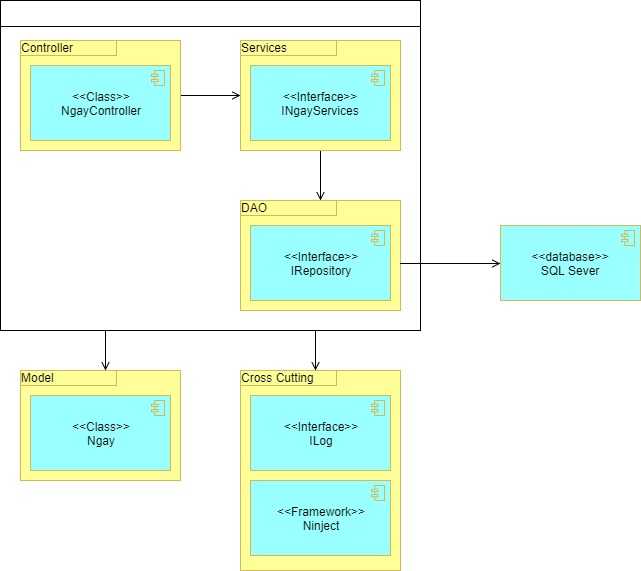 Controller
<<Class>>
NgayController
Services
<<Interface>>
INgayServices
DAO
<<Interface>>
IRepository
<<database>>
SQL Sever
Model
<<Class>>
Ngay
Cross Cutting
<<Interface>>
ILog
<<Framework>>
Ninject